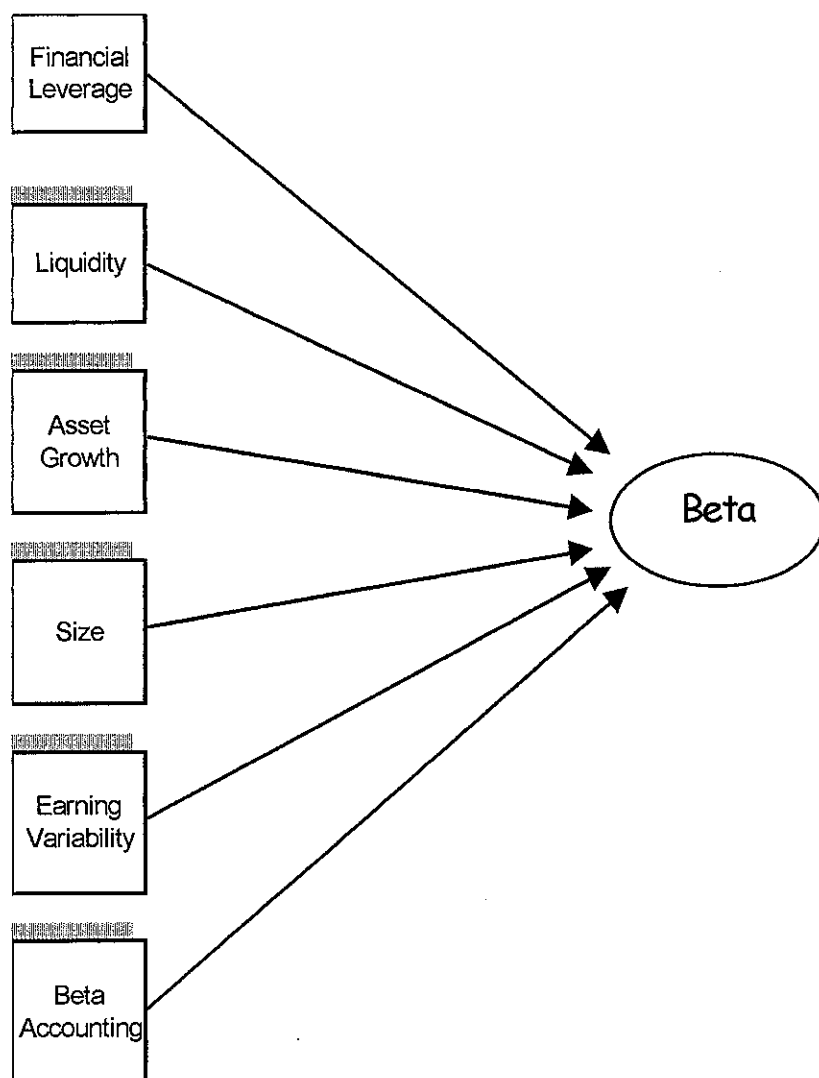 Financial
Leverage
Liquidity
Asset
Growth
Size
Earning
Variability
Beta
Accounting
Beta